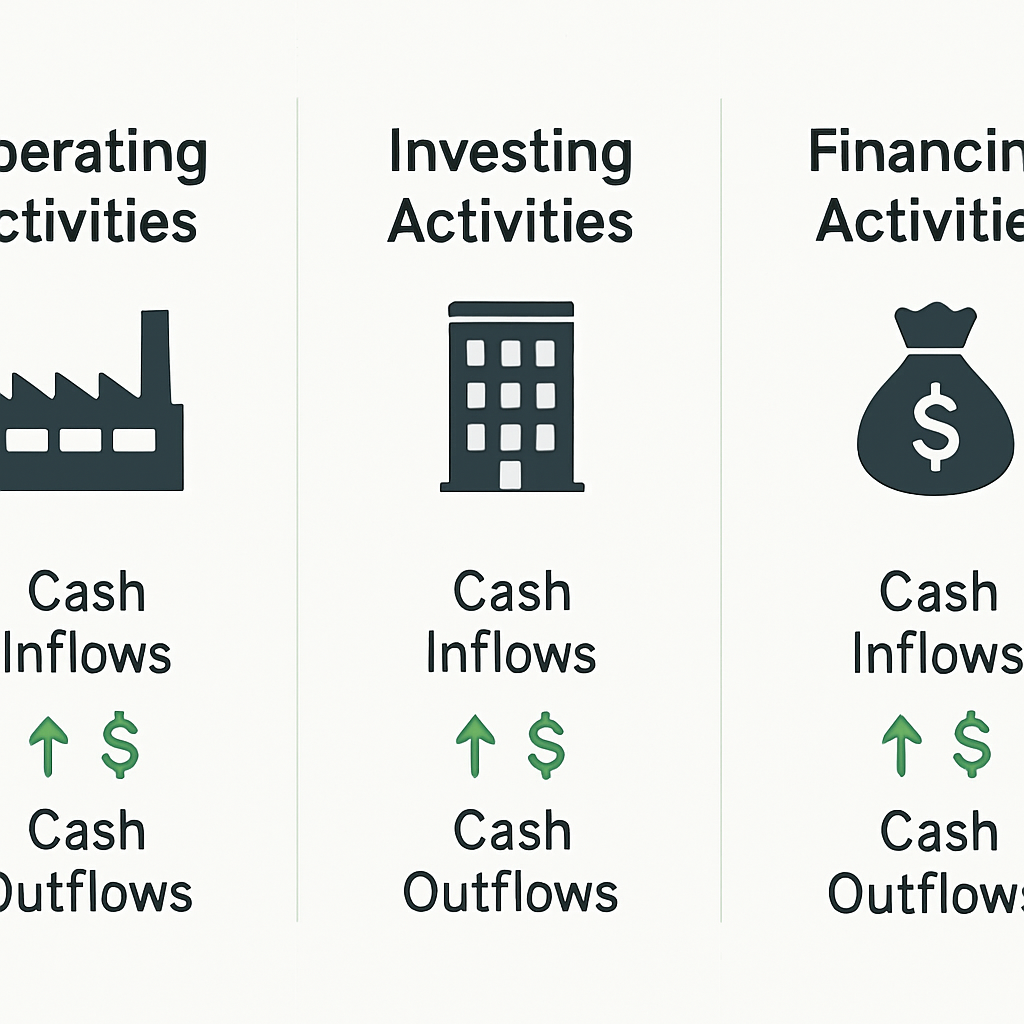 perating
ctivities
Cash
Inflows
$
Cash
Outflows
Investing
Activities
Cash
Inflows
$
Cash
Outflows
Financin
Activitie
$
Cash
Inflows
$
Cash
Outflows